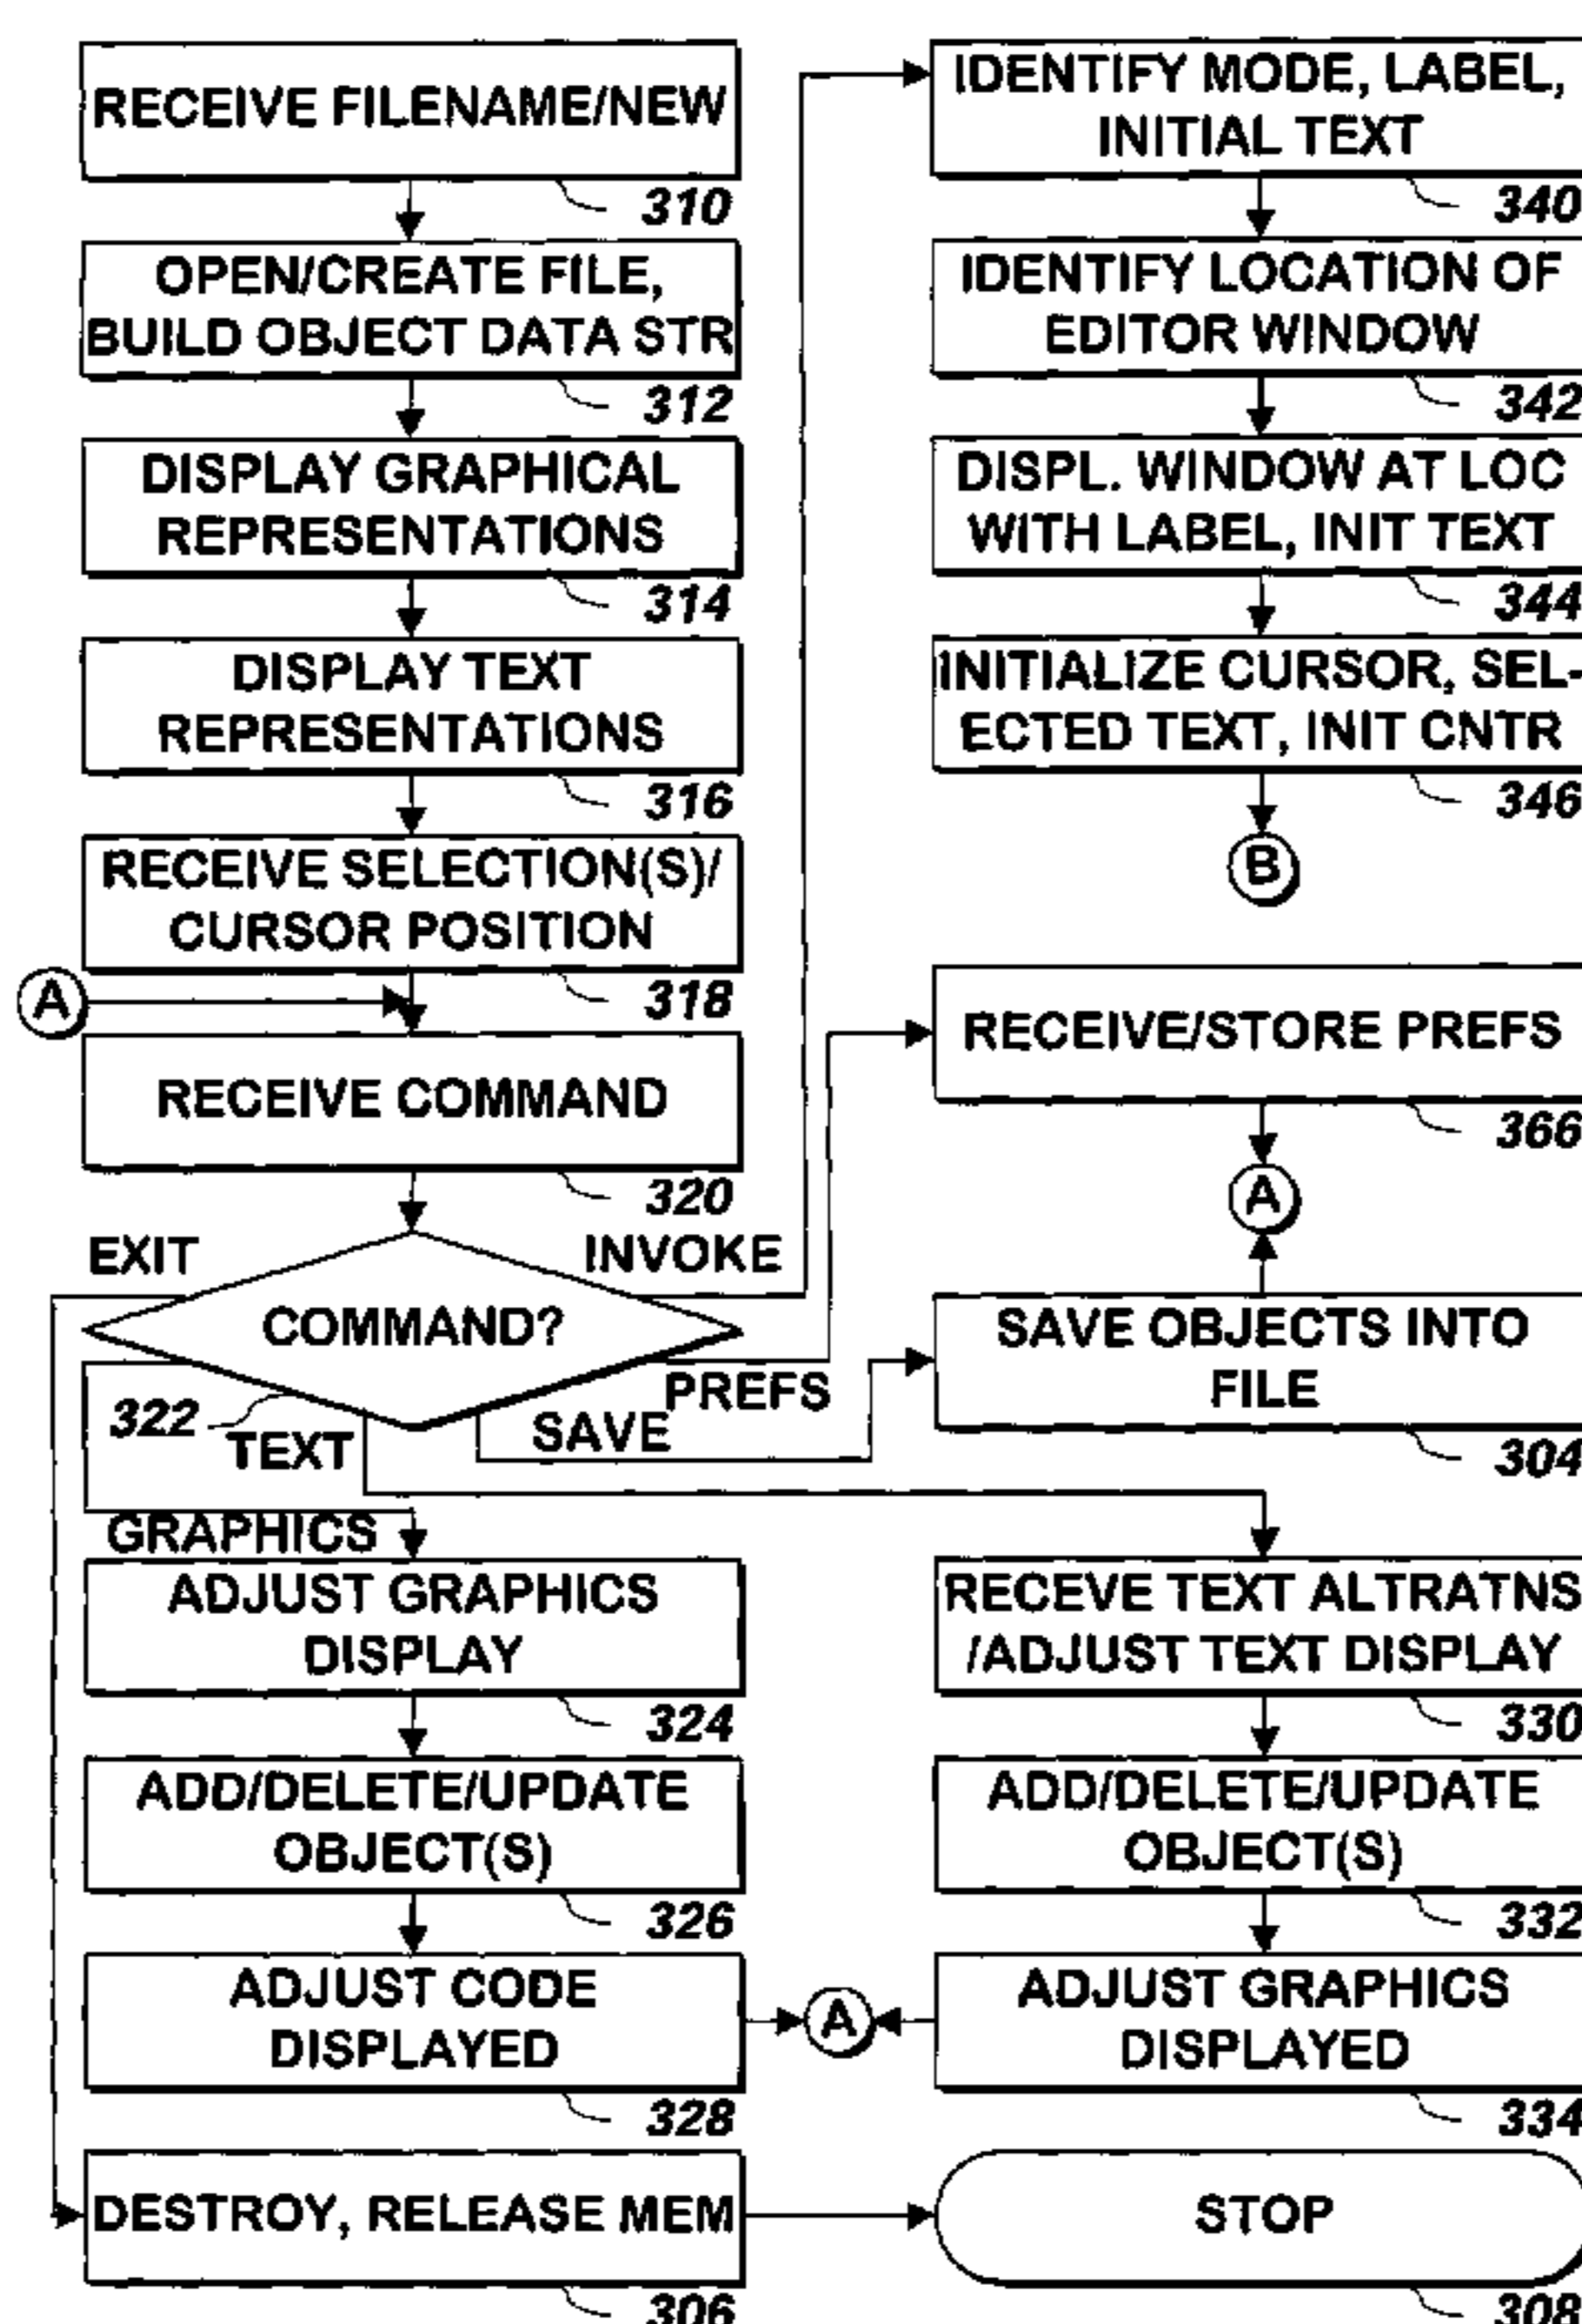 RECEIVE FILENAME/NEW
310
OPEN/CREATE FILE,
BUILD OBJECT DATA STR
312
DISPLAY GRAPHICAL
REPRESENTATIONS
314
DISPLAY TEXT
REPRESENTATIONS
316
RECEIVE SELECTION(S)/
CURSOR POSITION
318
A
RECEIVE COMMAND
320
EXIT
INVOKE
COMMAND?
322
TEXT
SAVE
PREFS
GRAPHICS
ADJUST GRAPHICS
DISPLAY
324
ADD/DELETE/UPDATE
OBJECT(S)
326
ADJUST CODE
DISPLAYED
328
A
DESTROY, RELEASE MEM
306
IDENTIFY MODE, LABEL,
INITIAL TEXT
340
IDENTIFY LOCATION OF
EDITOR WINDOW
342
DISPL. WINDOW AT LOC
WITH LABEL, INIT TEXT
344
INITIALIZE CURSOR, SEL-
ECTED TEXT, INIT CNTR
346
B
RECEIVE/STORE PREFS
366
A
SAVE OBJECTS INTO
FILE
304
RECEVE TEXT ALTRATNS
/ADJUST TEXT DISPLAY
330
ADD/DELETE/UPDATE
OBJECT(S)
332
ADJUST GRAPHICS
DISPLAYED
334
STOP
308